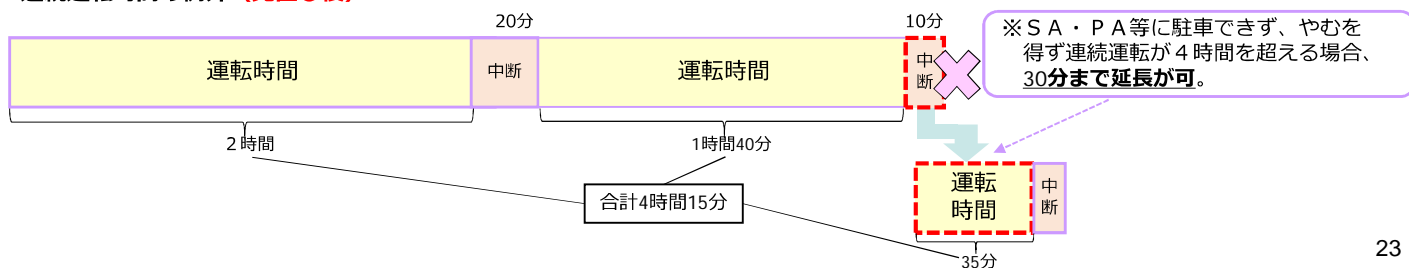 20分
10分
※ＳＡ・ＰＡ等に駐車できず、やむを
得ず連続運転が４時間を超える場合、
30分まで延長が可。
運転時間
中断
運転時間
中
断
２時間
1時間40分
合計4時間15分
運転
時間
中
断
35分
23